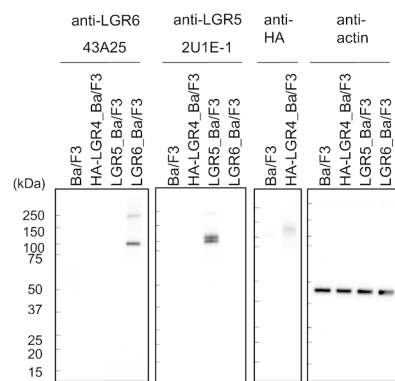 anti-LGR6
43A25
anti-LGR5
2U1E-1
anti-
HA
anti-
actin
Ba/F3
HA-LGR4_Ba/F3
LGR5_Ba/F3
LGR6_Ba/F3
Ba/F3
HA-LGR4_Ba/F3
LGR5_Ba/F3
LGR6_Ba/F3
Ba/F3
HA-LGR4_Ba/F3
Ba/F3
HA-LGR4_Ba/F3
LGR5_Ba/F3
LGR6_Ba/F3
(kDa)
250
150
100
75
50
37
25
20
15